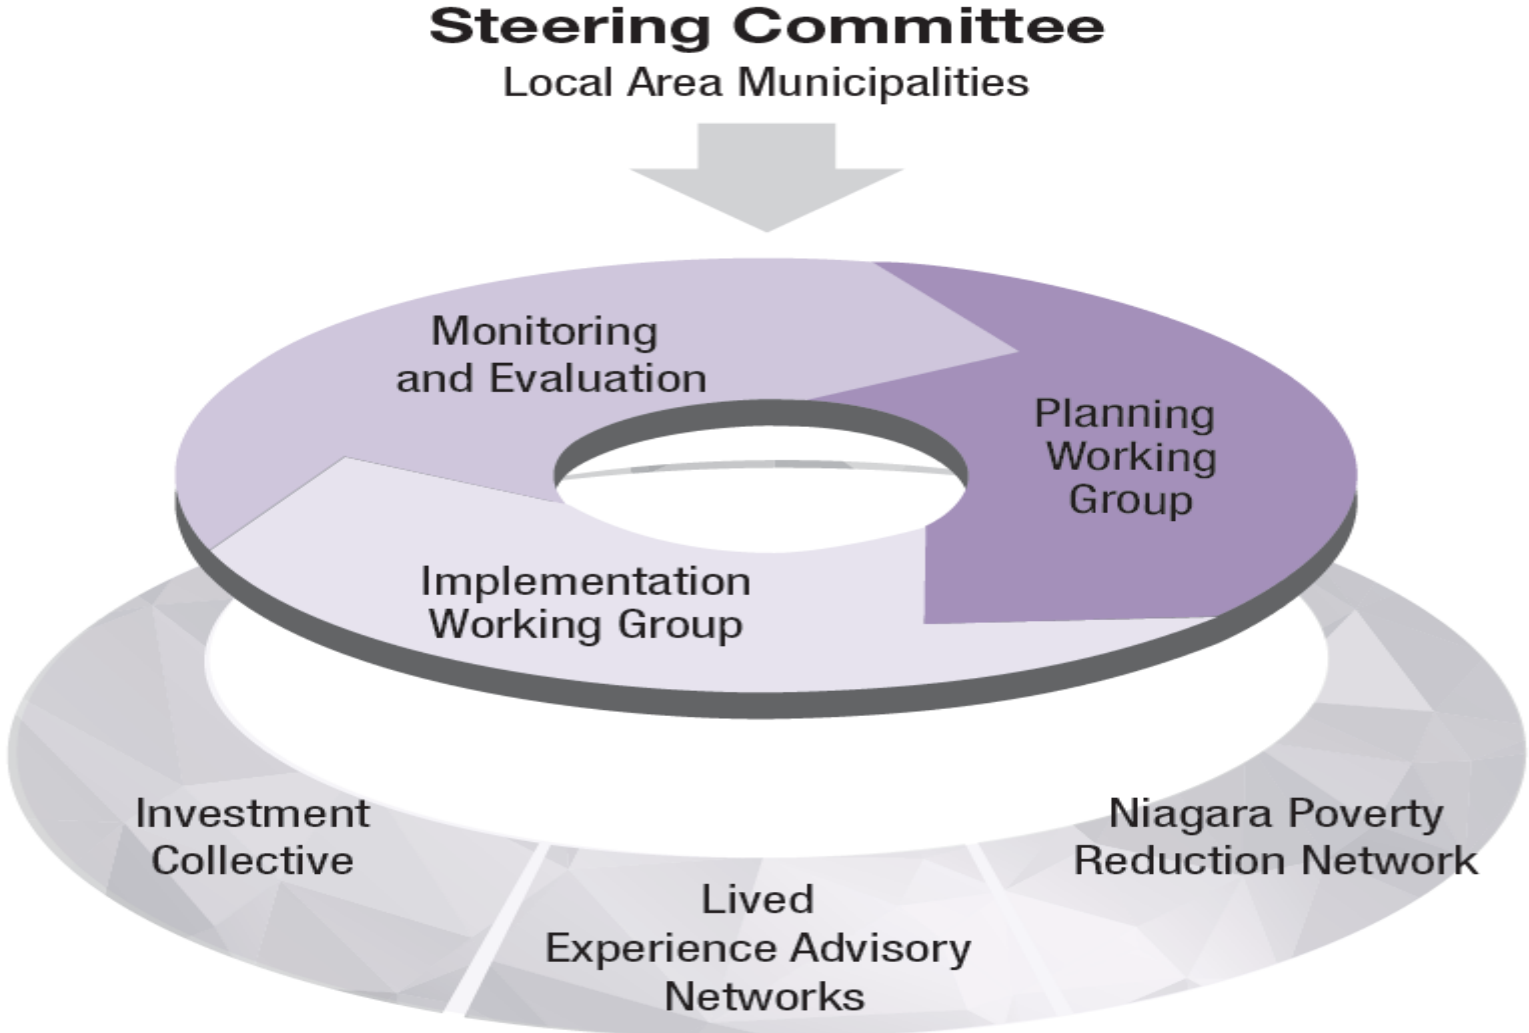 Steering Committee
Local Area Municipalities
Monitoring
and Evaluation
Planning
Working
Group
Implementation
Working Group
Investment
Collective
Lived
Experience Advisory
Networks
Niagara Poverty
Reduction Network